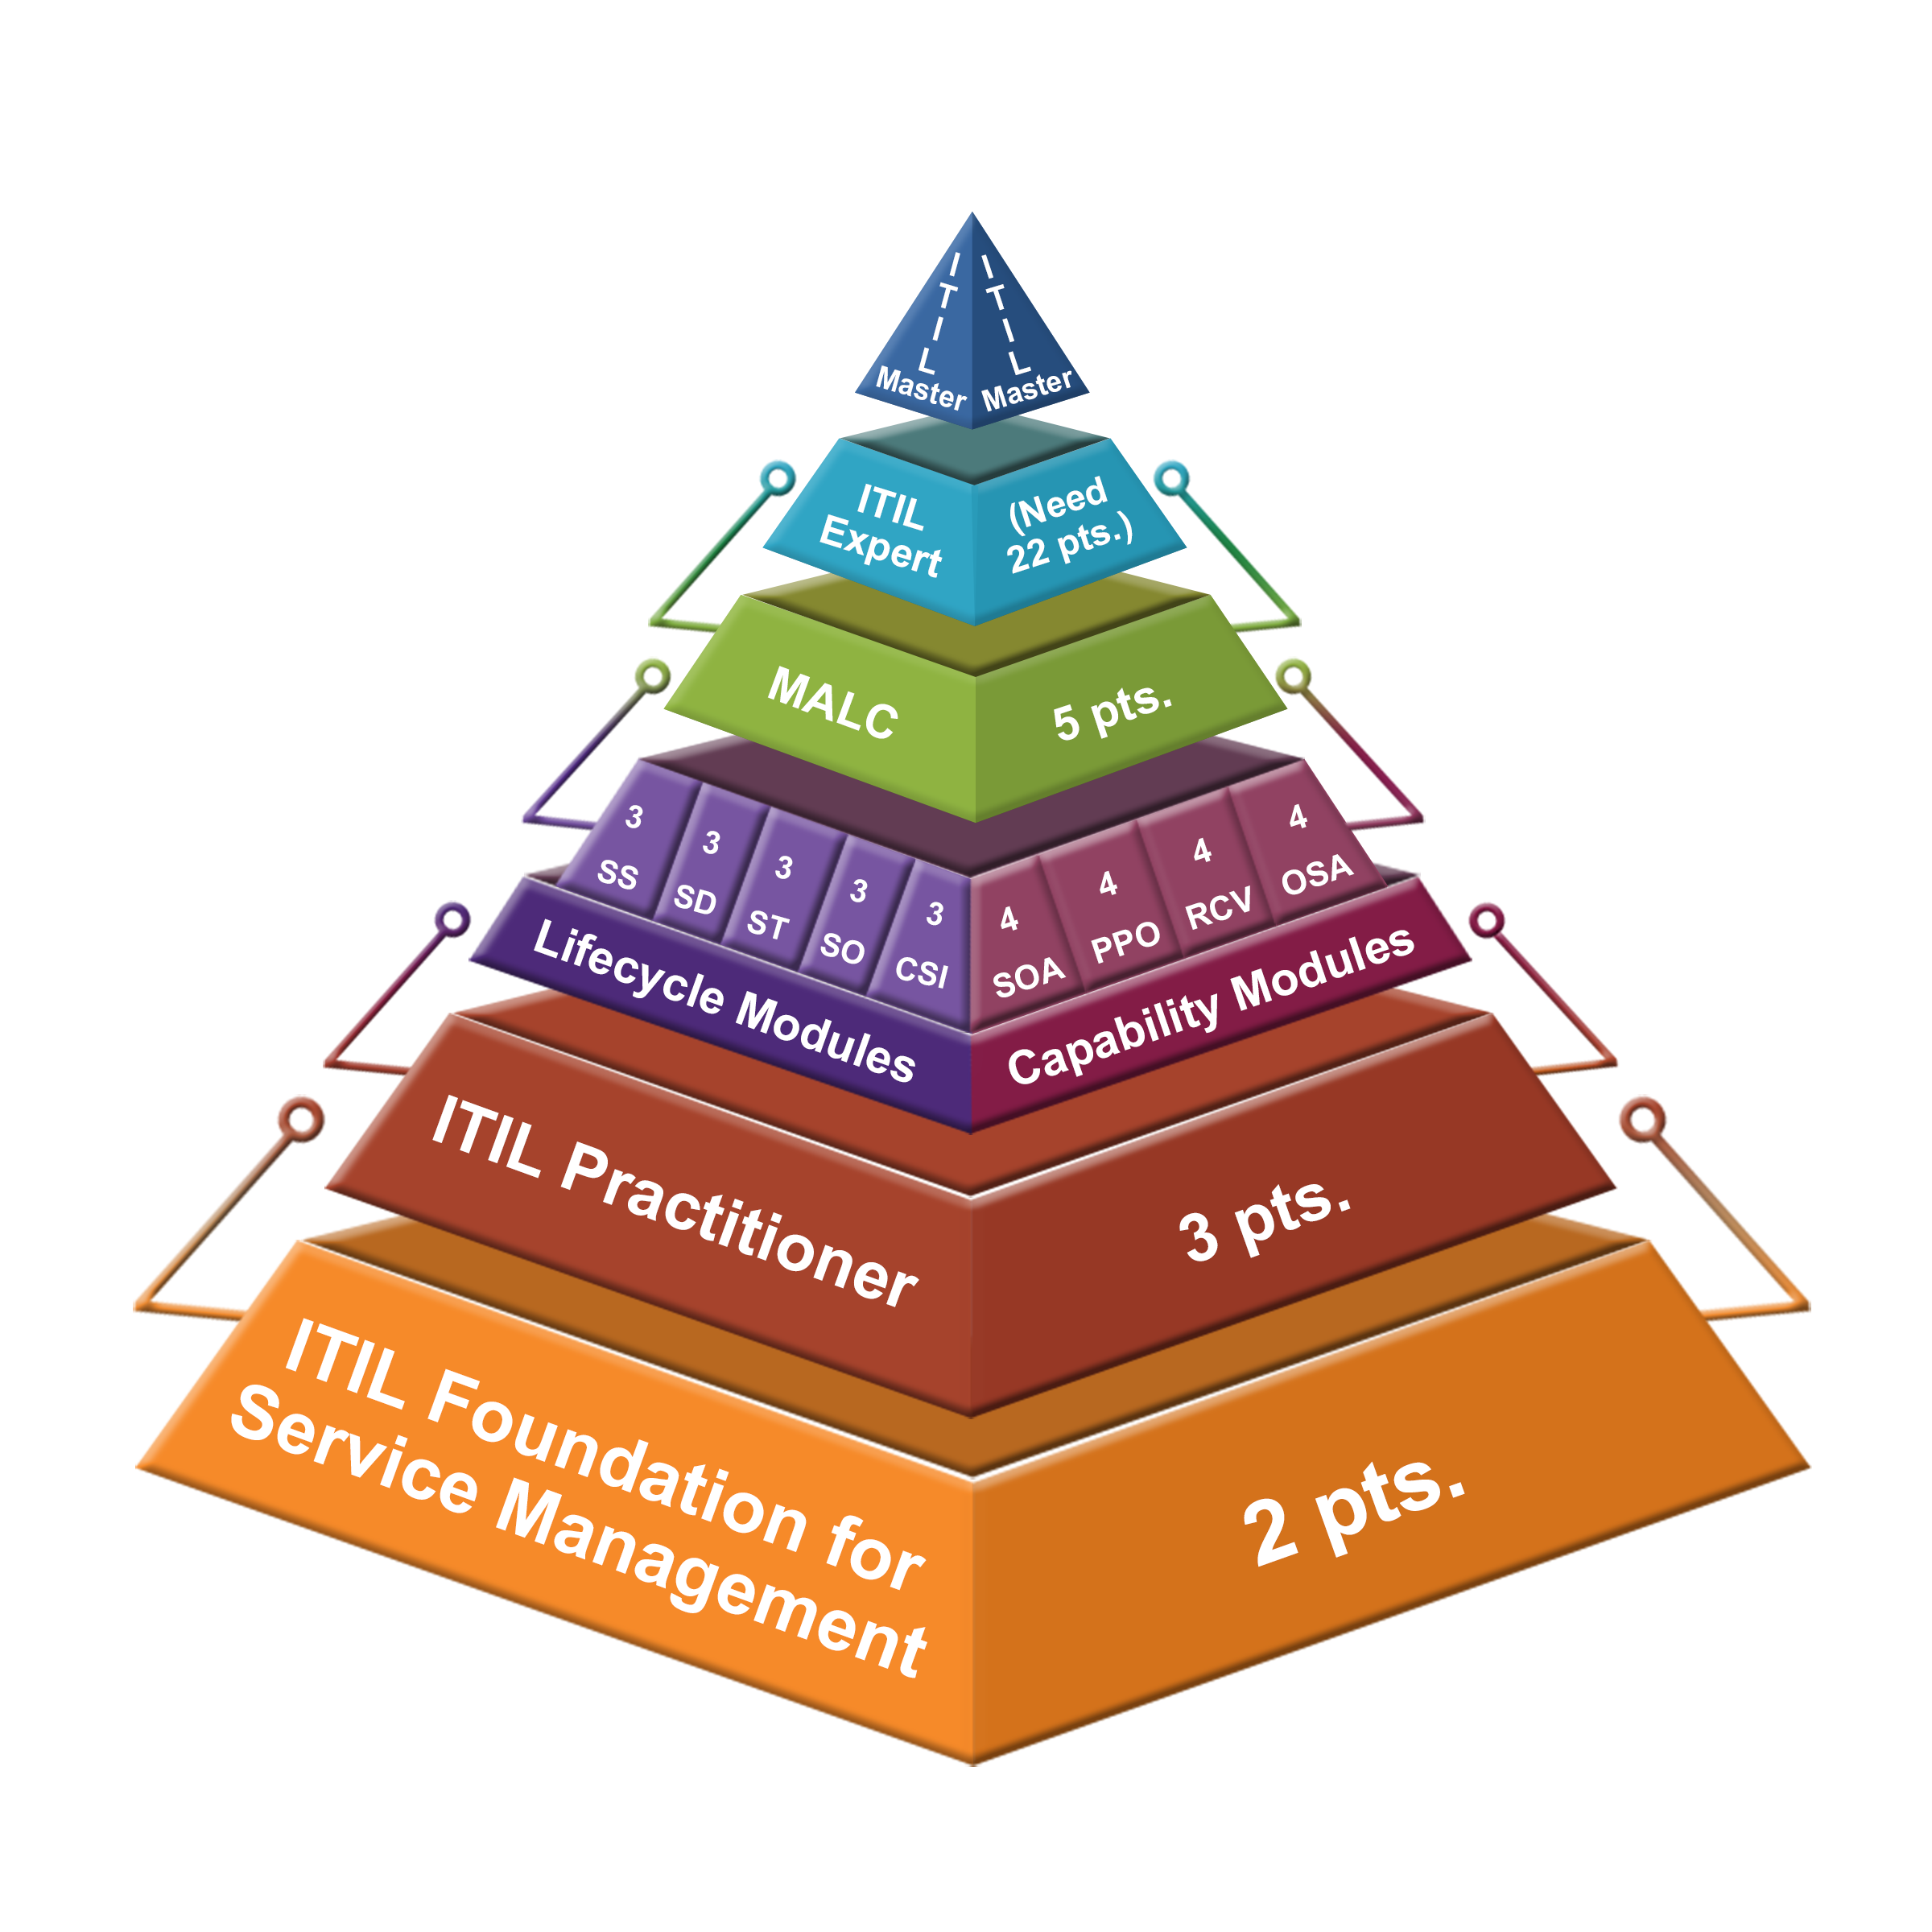 ITIL
Master
ITIL
Master
ITIL
Expert
(Need
22 pts.)
MALC
5 pts.
3
SS
3
SD
3
ST
3
SO
3
CSI
4
SOA
4
PPO
4
RCV
4
OSA
Lifecycle Modules
Capability Modules
ITIL Practitioner
3 pts.
ITIL Foundation for
Service Management
2 pts.